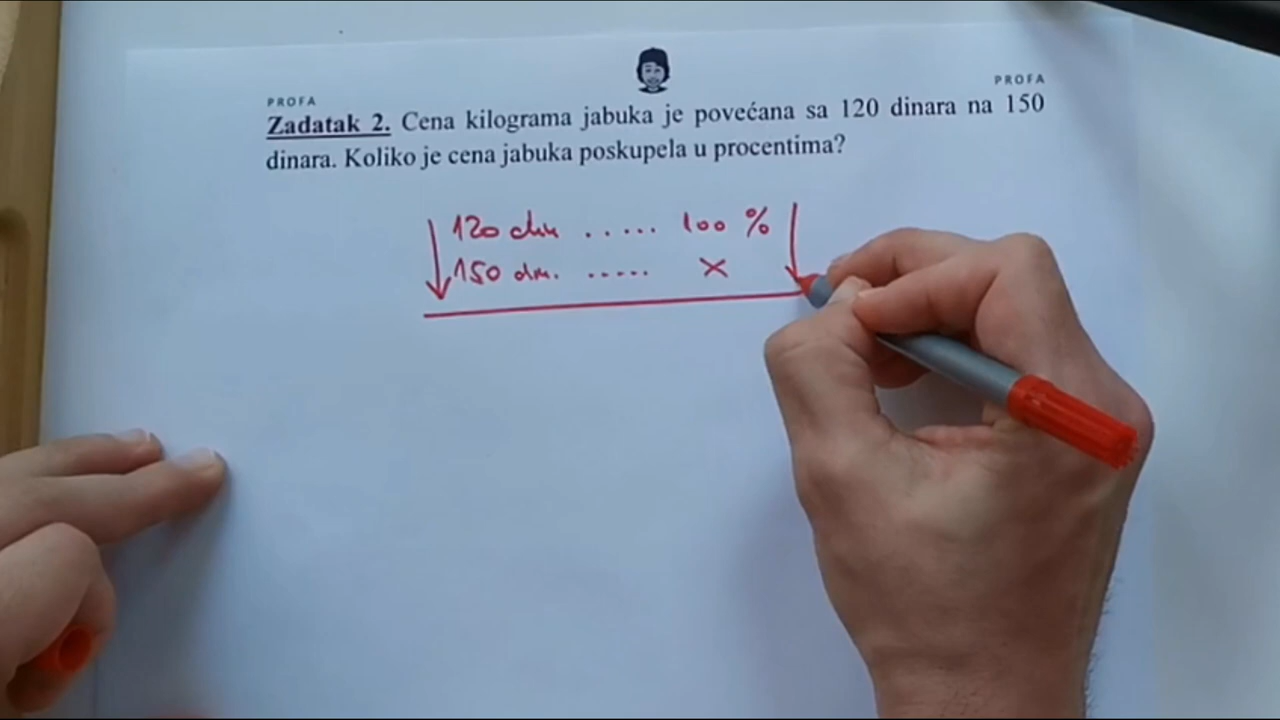 PROFA
PROFA
Zadatak 2. Cena kilograma jabuka je povećana sa 120 dinara na 150
dinara. Koliko je cena jabuka poskupela u procentima?
120 din ..... 100 %
150 din. ..... x